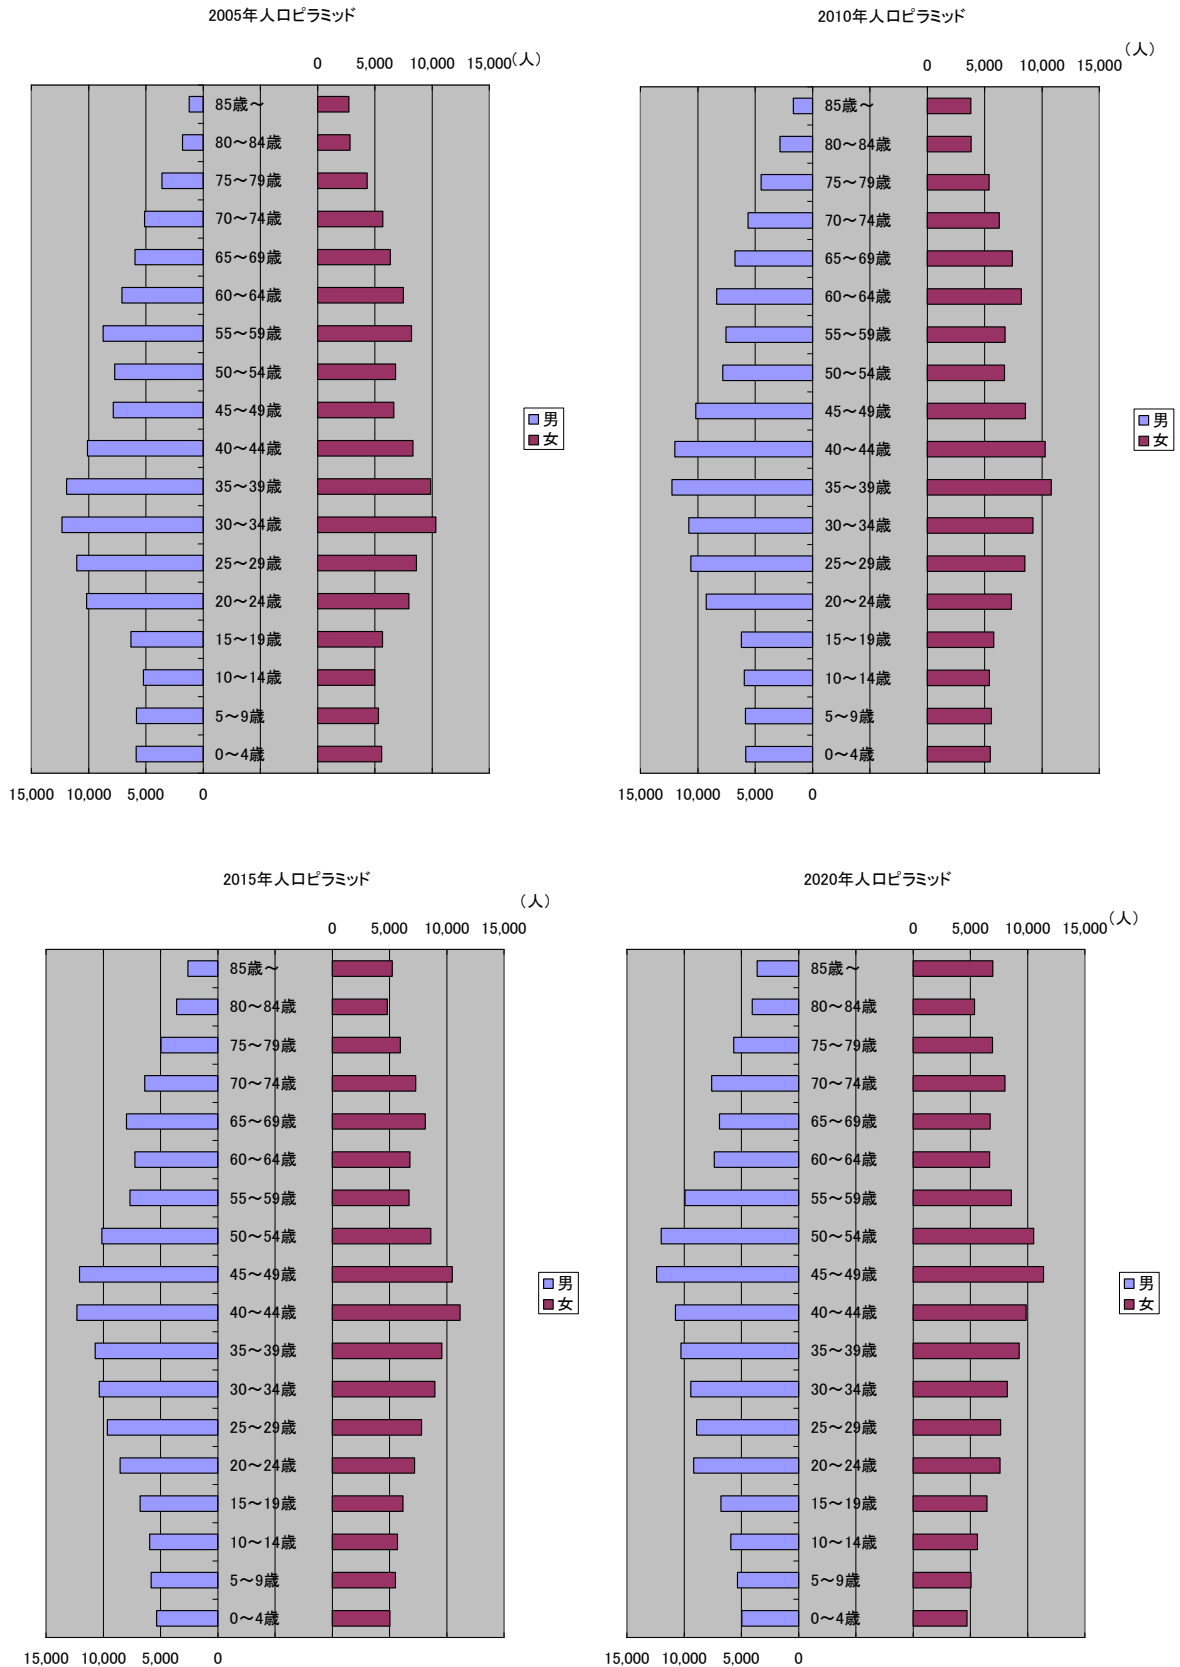 2005年人口ピラミッド
0 5,000 10,000 15,000 （人）
85歳～
80～84歳
75～79歳
70～74歳
65～69歳
60～64歳
55～59歳
50～54歳
45～49歳
40～44歳
35～39歳
30～34歳
25～29歳
20～24歳
15～19歳
10～14歳
5～9歳
0～4歳
15,000 10,000 5,000 0
男
女
2010年人口ピラミッド
（人）
0 5,000 10,000 15,000
85歳～
80～84歳
75～79歳
70～74歳
65～69歳
60～64歳
55～59歳
50～54歳
45～49歳
40～44歳
35～39歳
30～34歳
25～29歳
20～24歳
15～19歳
10～14歳
5～9歳
0～4歳
15,000 10,000 5,000 0
男
女
2015年人口ピラミッド
（人）
0 5,000 10,000 15,000
85歳～
80～84歳
75～79歳
70～74歳
65～69歳
60～64歳
55～59歳
50～54歳
45～49歳
40～44歳
35～39歳
30～34歳
25～29歳
20～24歳
15～19歳
10～14歳
5～9歳
0～4歳
15,000 10,000 5,000 0
男
女
2020年人口ピラミッド
（人）
0 5,000 10,000 15,000
85歳～
80～84歳
75～79歳
70～74歳
65～69歳
60～64歳
55～59歳
50～54歳
45～49歳
40～44歳
35～39歳
30～34歳
25～29歳
20～24歳
15～19歳
10～14歳
5～9歳
0～4歳
15,000 10,000 5,000 0
男
女